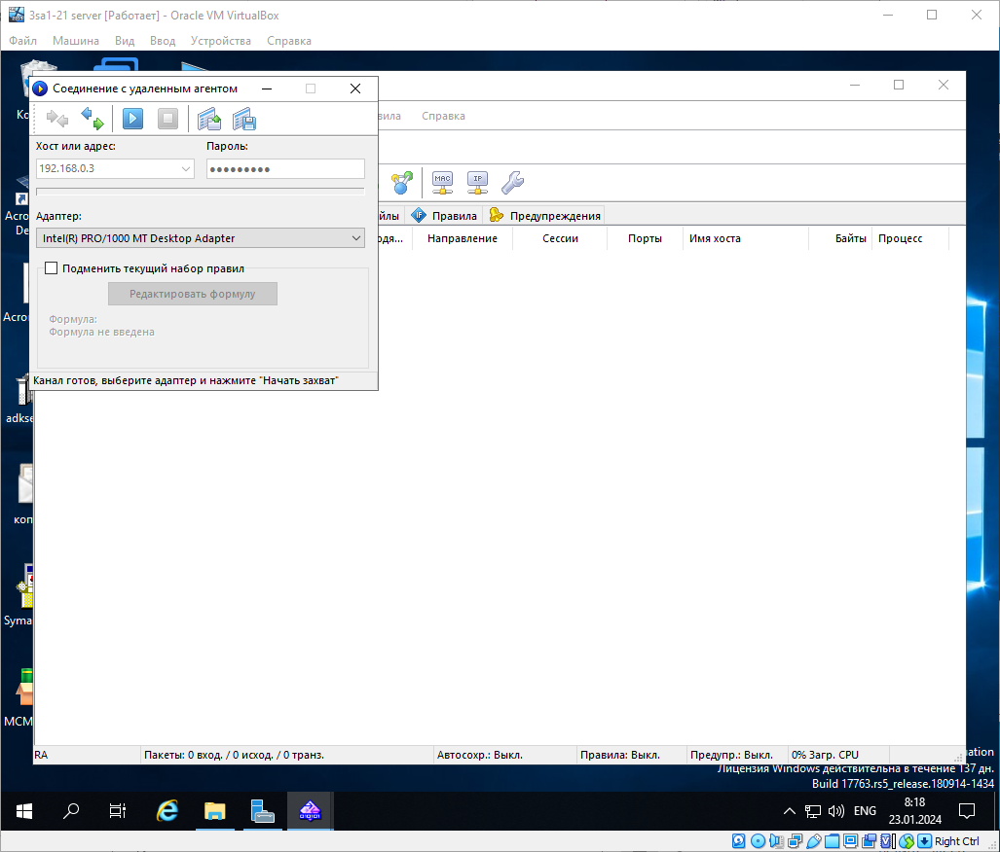 3sa1-21 server [Работает] - Oracle VM VirtualBox
Файл Машина Вид Ввод Устройства Справка
Соединение с удаленным агентом
Справка
Хост или адрес: Пароль:
192.168.0.3 •••••••••
MAC IP
Адаптер:
Правила Предупреждения
Intel(R) PRO/1000 MT Desktop Adapter
Направление Сессии Порты Имя хоста Байты Процесс
Подменить текущий набор правил
Редактировать формулу
Формула:
Формула не введена
Канал готов, выберите адаптер и нажмите "Начать захват"
Acro
De
Acro
adkse
коп
Syma
MCM
RA Пакеты: 0 вход. / 0 исход. / 0 транз. Автосохр.: Выкл. Правила: Выкл. Предупр.: Выкл. 0% Загр. CPU
uation
Лицензия Windows действительна в течение 137 дн.
Build 17763.rs5_release.180914-1434
ENG 8:18
23.01.2024
Right Ctrl